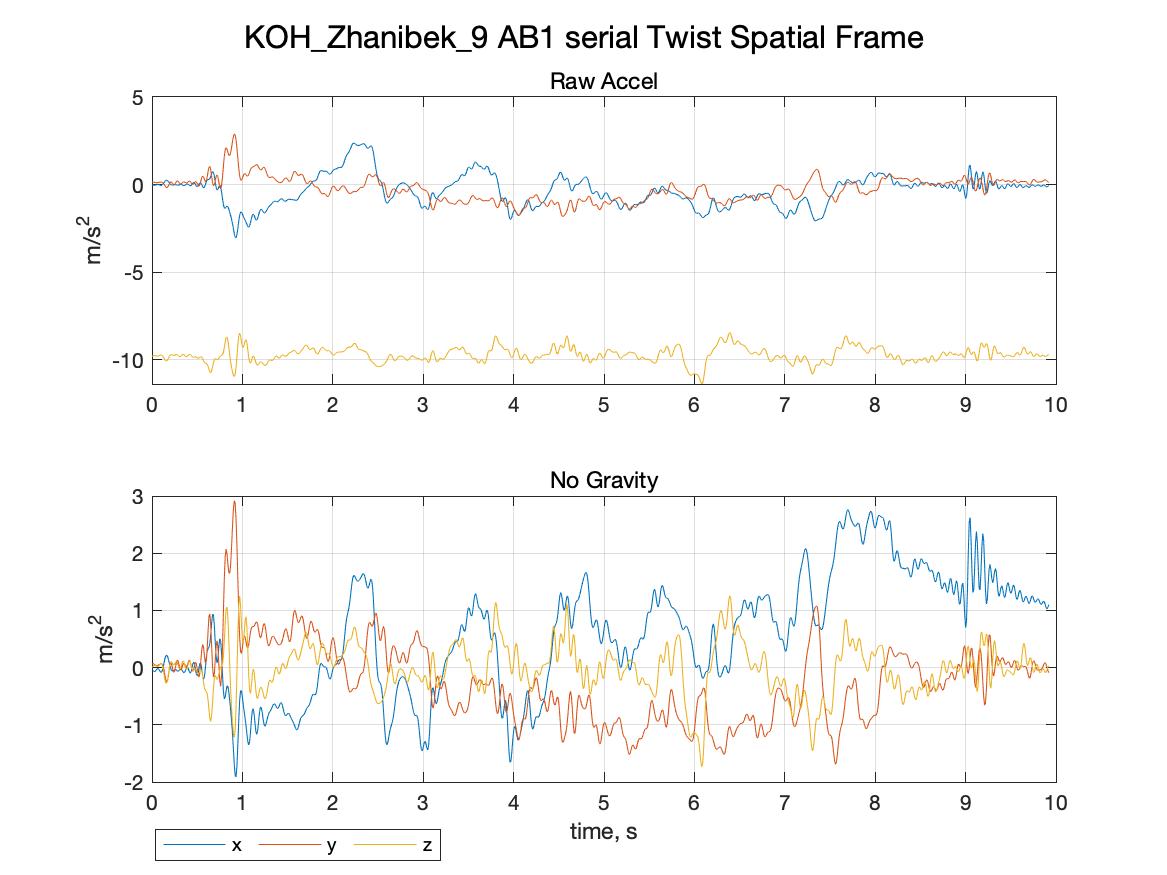 KOH_Zhanibek_9 AB1 serial Twist Spatial Frame
Raw Accel
5
0
-5
-10
m/s²
0 1 2 3 4 5 6 7 8 9 10
No Gravity
3
2
1
0
-1
-2
m/s²
0 1 2 3 4 5 6 7 8 9 10
time, s
x y z